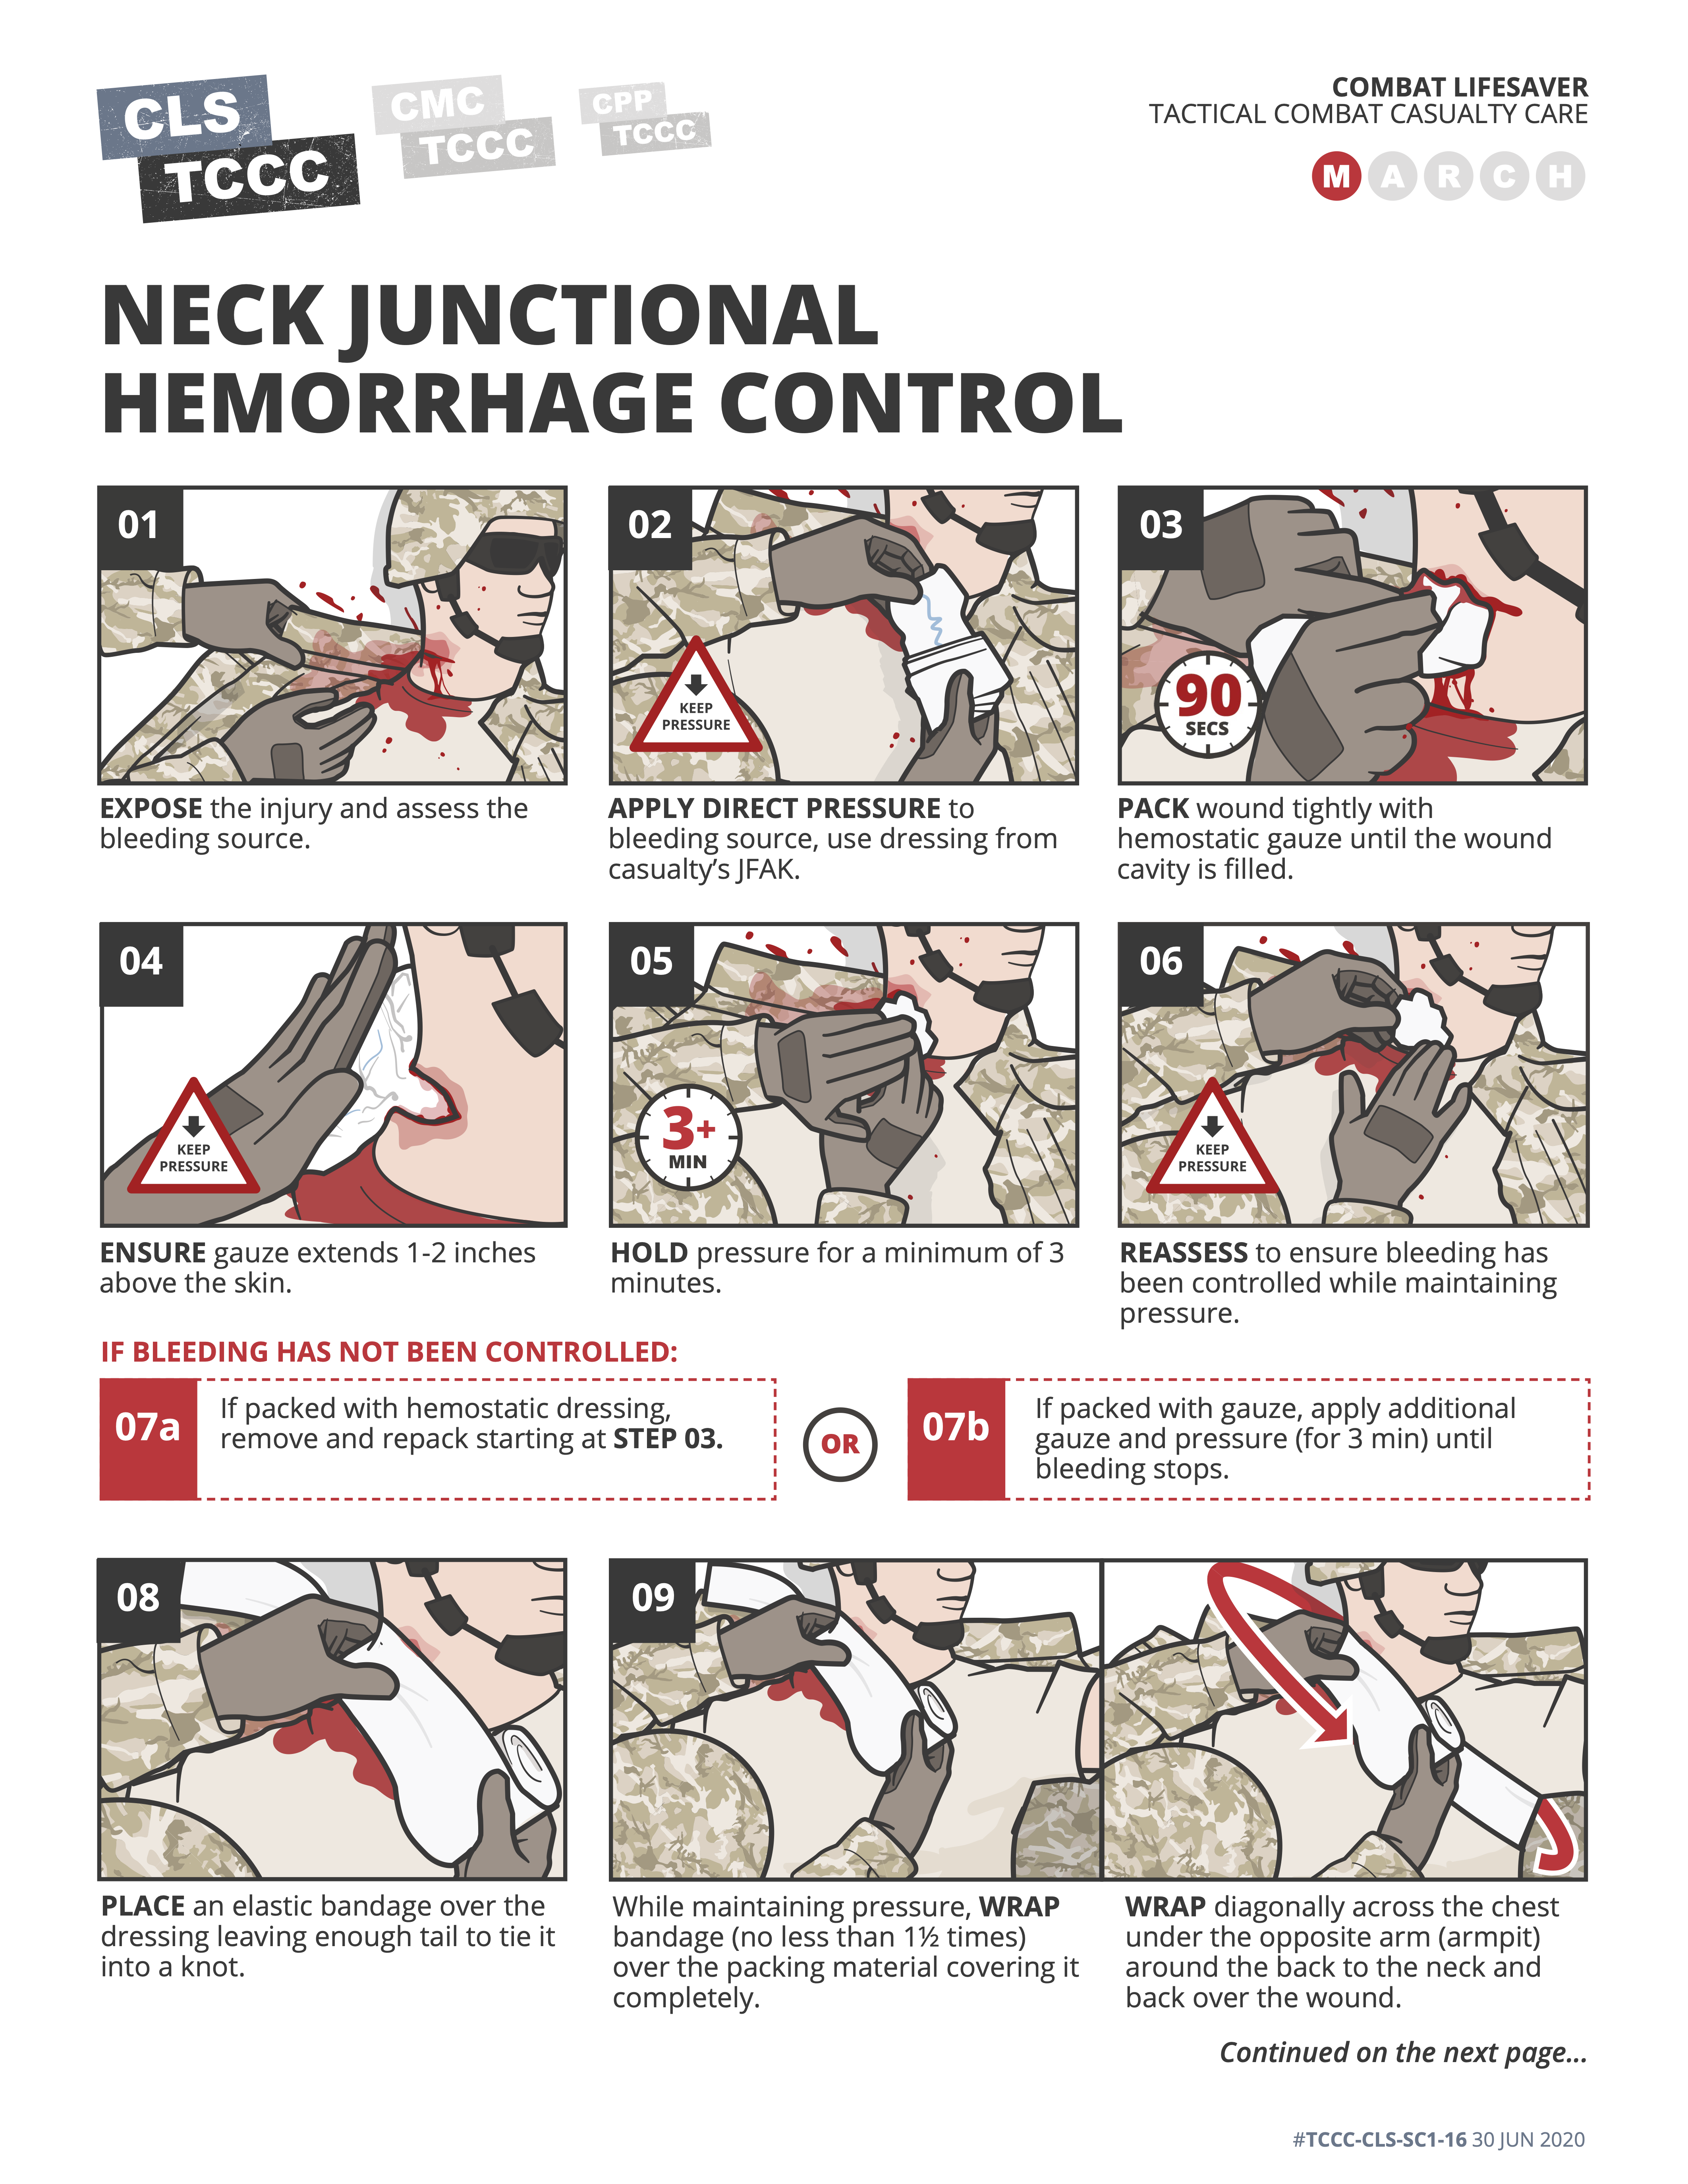 CLS
TCCC
CMC
TCCC
CPP
TCCC
COMBAT LIFESAVER
TACTICAL COMBAT CASUALTY CARE
M A R C H
NECK JUNCTIONAL
HEMORRHAGE CONTROL
01
EXPOSE the injury and assess the
bleeding source.
02
KEEP
PRESSURE
APPLY DIRECT PRESSURE to
bleeding source, use dressing from
casualty’s JFAK.
03
90
SECS
PACK wound tightly with
hemostatic gauze until the wound
cavity is filled.
04
KEEP
PRESSURE
ENSURE gauze extends 1-2 inches
above the skin.
05
3+
MIN
HOLD pressure for a minimum of 3
minutes.
06
KEEP
PRESSURE
REASSESS to ensure bleeding has
been controlled while maintaining
pressure.
IF BLEEDING HAS NOT BEEN CONTROLLED:
07a
If packed with hemostatic dressing,
remove and repack starting at STEP 03.
OR
07b
If packed with gauze, apply additional
gauze and pressure (for 3 min) until
bleeding stops.
08
PLACE an elastic bandage over the
dressing leaving enough tail to tie it
into a knot.
09
While maintaining pressure, WRAP
bandage (no less than 1½ times)
over the packing material covering it
completely.
WRAP diagonally across the chest
under the opposite arm (armpit)
around the back to the neck and
back over the wound.
Continued on the next page...
#TCCC-CLS-SC1-16 30 JUN 2020